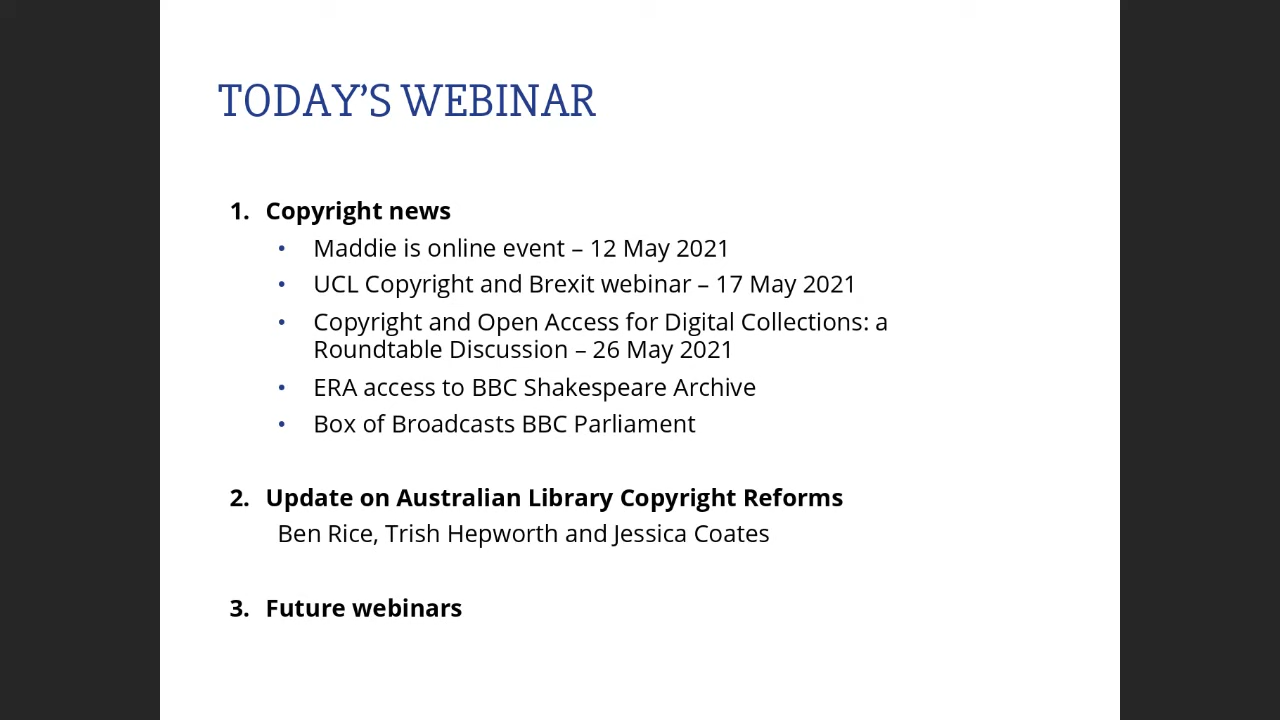 TODAY’S WEBINAR
1. Copyright news
• Maddie is online event – 12 May 2021
• UCL Copyright and Brexit webinar – 17 May 2021
• Copyright and Open Access for Digital Collections: a
Roundtable Discussion – 26 May 2021
• ERA access to BBC Shakespeare Archive
• Box of Broadcasts BBC Parliament
2. Update on Australian Library Copyright Reforms
Ben Rice, Trish Hepworth and Jessica Coates
3. Future webinars